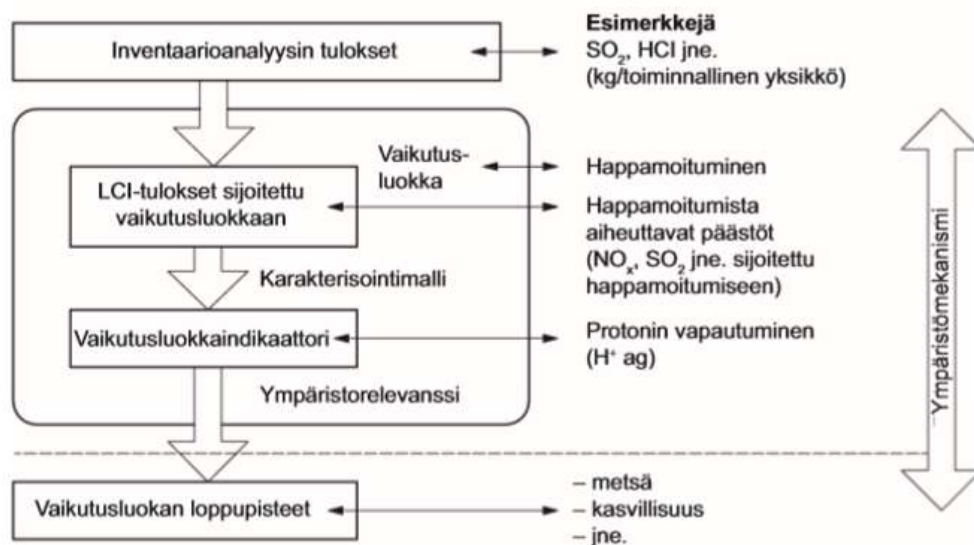 Inventaarioanalyysin tulokset
Esimerkkejä
SO₂, HCl jne.
(kg/toiminnallinen yksikkö)
Vaikutus-
luokka
Happamoituminen
LCI-tulokset sijoitettu
vaikutusluokkaan
Happamoitumista
aiheuttavat päästöt
(NOₓ, SO₂ jne. sijoitettu
happamoitumiseen)
Karakterisointimalli
Vaikutusluokkaindikaattori
Protonin vapautuminen
(H⁺ ag)
Ympäristorelevanssi
Vaikutusluokan loppupisteet
– metsä
– kasvillisuus
– jne.
Ympäristömekanismi